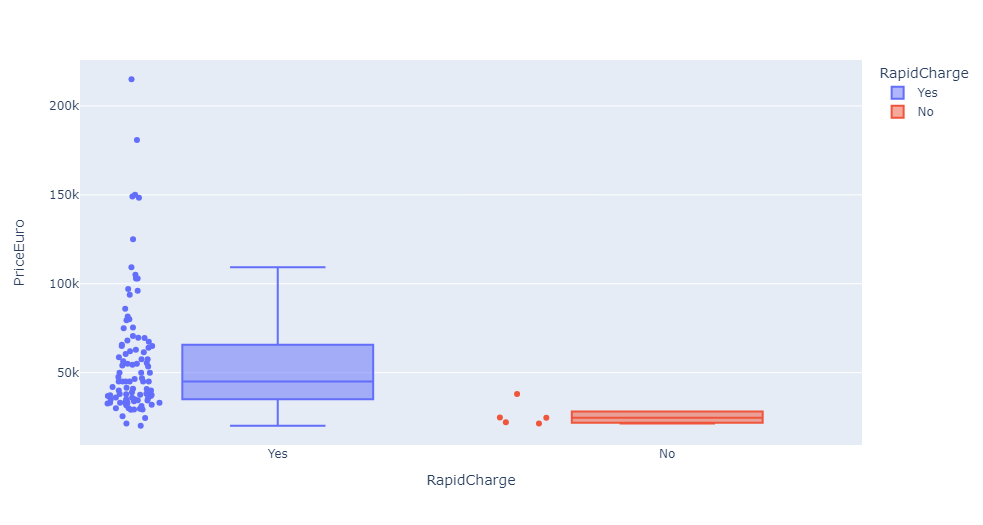 RapidCharge
Yes
No
200k
150k
100k
50k
PriceEuro
Yes
No
RapidCharge